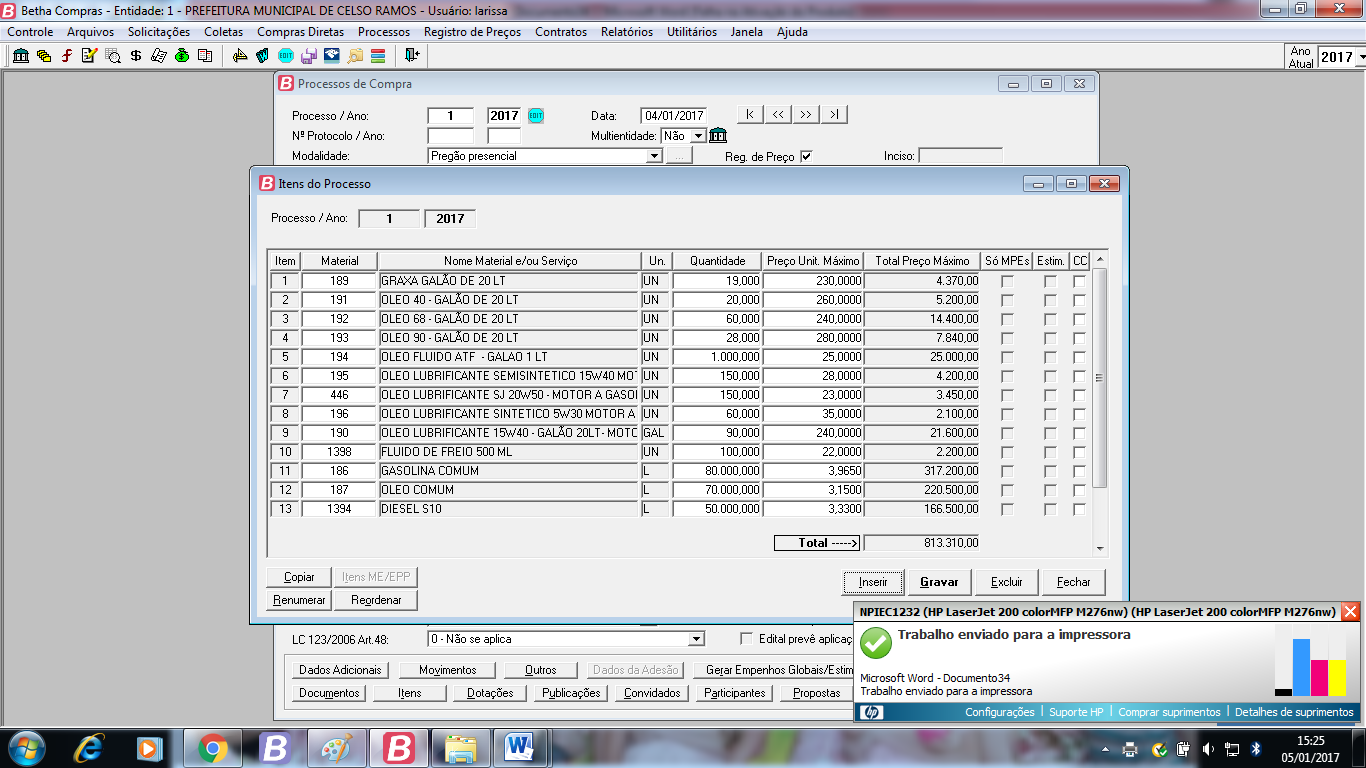 Betha Compras - Entidade: 1 - PREFEITURA MUNICIPAL DE CELSO RAMOS - Usuário: larissa
Controle Arquivos Solicitações Coletas Compras Diretas Processos Registro de Preços Contratos Relatórios Utilitários Janela Ajuda
Ano Atual 2017
Processos de Compra
Processo / Ano: 1 2017 EDIT Data: 04/01/2017 |< << >> >|
Nº Protocolo / Ano: Multientidade: Não
Modalidade: Pregão presencial ... Reg. de Preço Inciso:
Itens do Processo
Processo / Ano: 1 2017
Item Material Nome Material e/ou Serviço Un. Quantidade Preço Unit. Máximo Total Preço Máximo Só MPEs Estim. CC
1 189 GRAXA GALÃO DE 20 LT UN 19,000 230,0000 4.370,00
2 191 OLEO 40 - GALÃO DE 20 LT UN 20,000 260,0000 5.200,00
3 192 OLEO 68 - GALÃO DE 20 LT UN 60,000 240,0000 14.400,00
4 193 OLEO 90 - GALÃO DE 20 LT UN 28,000 280,0000 7.840,00
5 194 OLEO FLUIDO ATF - GALAO 1 LT UN 1.000,000 25,0000 25.000,00
6 195 OLEO LUBRIFICANTE SEMISINTETICO 15W40 MOT UN 150,000 28,0000 4.200,00
7 446 OLEO LUBRIFICANTE SJ 20W50 - MOTOR A GASOI UN 150,000 23,0000 3.450,00
8 196 OLEO LUBRIFICANTE SINTETICO 5W30 MOTOR A UN 60,000 35,0000 2.100,00
9 190 OLEO LUBRIFICANTE 15W40 - GALÃO 20LT- MOTC GAL 90,000 240,0000 21.600,00
10 1398 FLUIDO DE FREIO 500 ML UN 100,000 22,0000 2.200,00
11 186 GASOLINA COMUM L 80.000,000 3,9650 317.200,00
12 187 OLEO COMUM L 70.000,000 3,1500 220.500,00
13 1394 DIESEL S10 L 50.000,000 3,3300 166.500,00
Total -----> 813.310,00
Copiar Itens ME/EPP Inserir Gravar Excluir Fechar
Renumerar Reordenar
LC 123/2006 Art.48: 0 - Não se aplica Edital prevê aplicaç
Dados Adicionais Movimentos Outros Dados da Adesão Gerar Empenhos Globais/Estim
Documentos Itens Dotações Publicações Convidados Participantes Propostas
NPIEC1232 (HP LaserJet 200 colorMFP M276nw) (HP LaserJet 200 colorMFP M276nw)
Trabalho enviado para a impressora
Microsoft Word - Documento34
Trabalho enviado para a impressora
hp Configurações | Suporte HP | Comprar suprimentos | Detalhes de suprimentos
15:25
05/01/2017